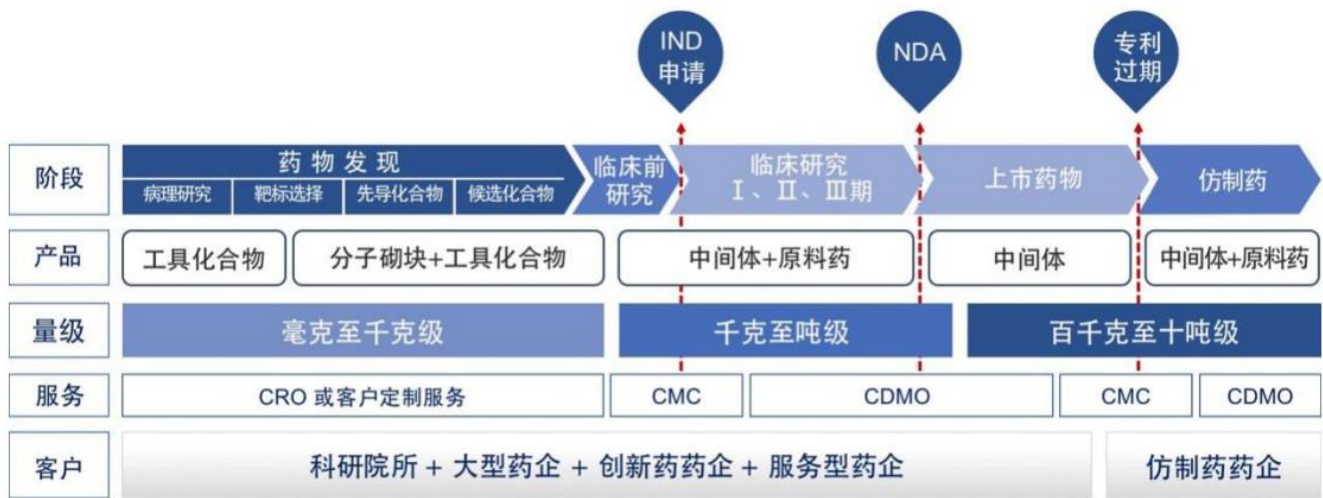 IND
申请
NDA
专利
过期
阶段
药物发现
病理研究
靶标选择
先导化合物
候选化合物
临床前
研究
临床研究
Ⅰ、Ⅱ、Ⅲ期
上市药物
仿制药
产品
工具化合物
分子砌块+工具化合物
中间体+原料药
中间体
中间体+原料药
量级
毫克至千克级
千克至吨级
百千克至十吨级
服务
CRO 或客户定制服务
CMC
CDMO
CMC
CDMO
客户
科研院所 + 大型药企 + 创新药药企 + 服务型药企
仿制药药企